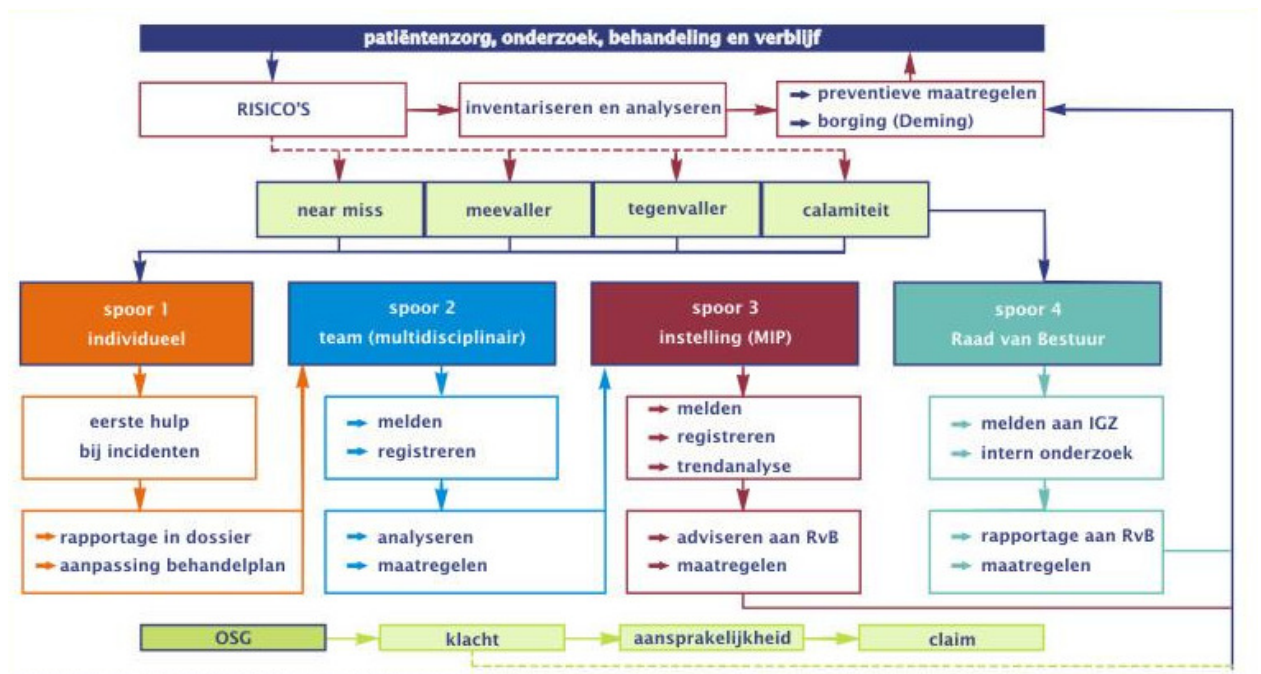 patiëntenzorg, onderzoek, behandeling en verblijf
RISICO'S
inventariseren en analyseren
preventieve maatregelen
borging (Deming)
near miss
meevaller
tegenvaller
calamiteit
spoor 1
individueel
spoor 2
team (multidisciplinair)
spoor 3
instelling (MIP)
spoor 4
Raad van Bestuur
eerste hulp
bij incidenten
melden
registreren
melden
registreren
trendanalyse
melden aan IGZ
intern onderzoek
rapportage in dossier
aanpassing behandelplan
analyseren
maatregelen
adviseren aan RvB
maatregelen
rapportage aan RvB
maatregelen
OSG
klacht
aansprakelijkheid
claim